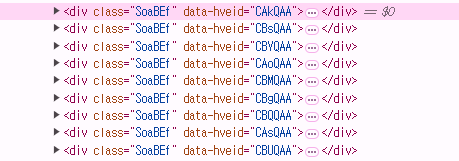 <div class="SoaBEf" data-hveid="CAkQAA">⋯</div> == $0
<div class="SoaBEf" data-hveid="CBsQAA">⋯</div>
<div class="SoaBEf" data-hveid="CBYQAA">⋯</div>
<div class="SoaBEf" data-hveid="CAoQAA">⋯</div>
<div class="SoaBEf" data-hveid="CBMQAA">⋯</div>
<div class="SoaBEf" data-hveid="CBgQAA">⋯</div>
<div class="SoaBEf" data-hveid="CBQQAA">⋯</div>
<div class="SoaBEf" data-hveid="CAsQAA">⋯</div>
<div class="SoaBEf" data-hveid="CBUQAA">⋯</div>